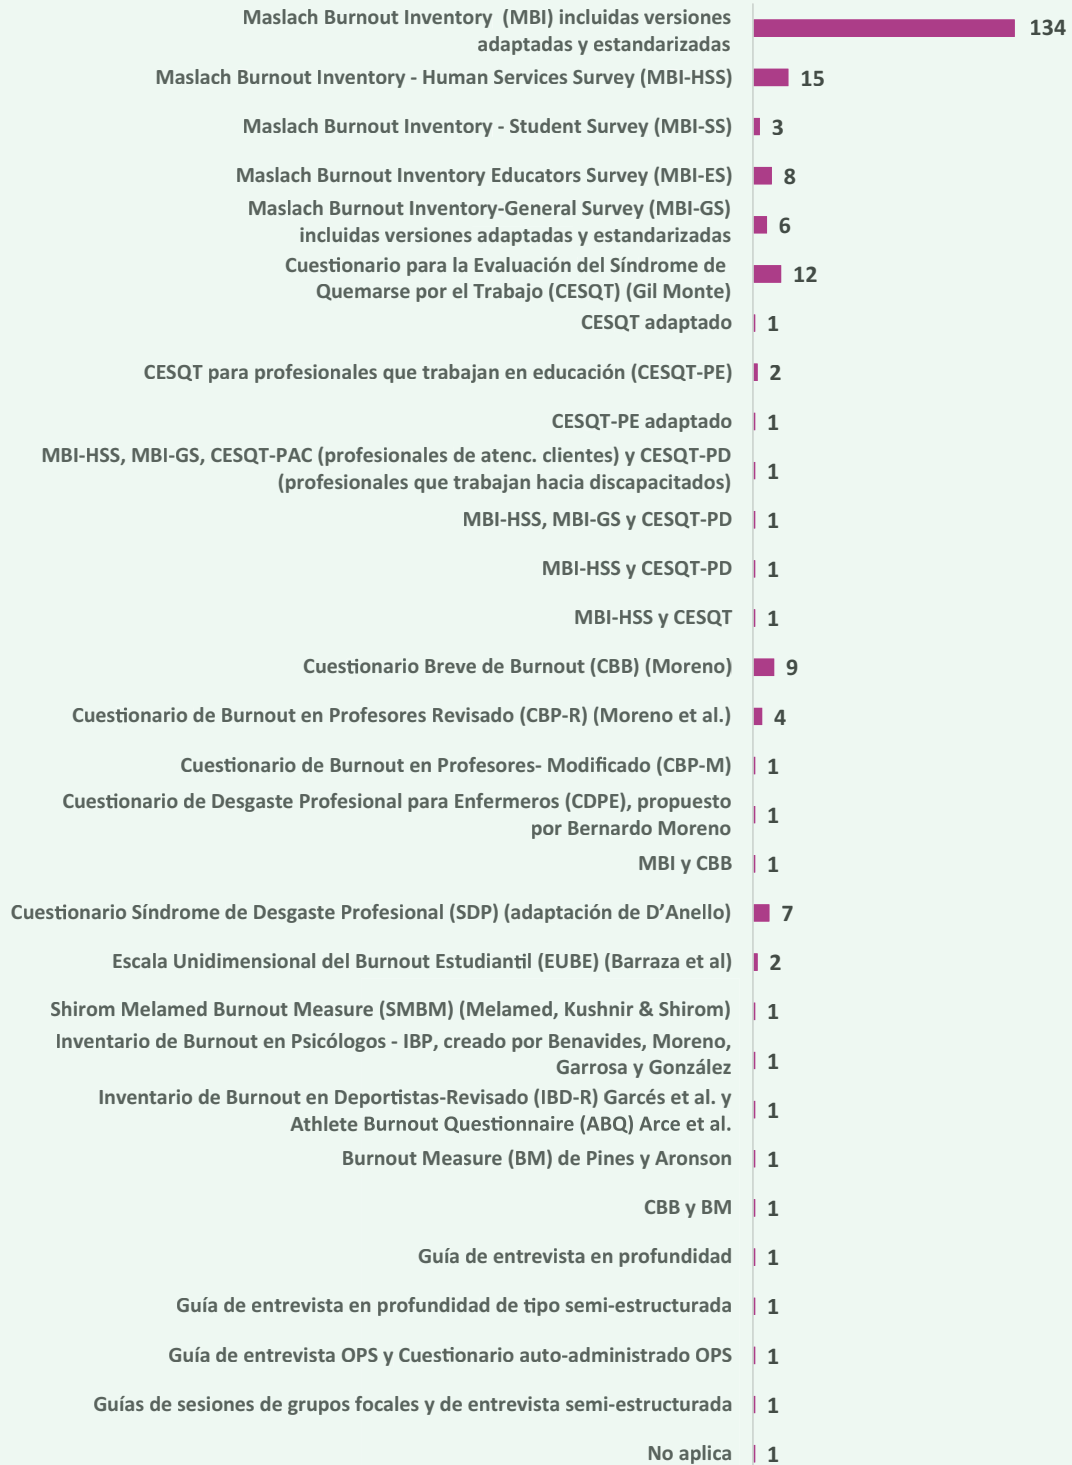 Maslach Burnout Inventory (MBI) incluidas versiones
adaptadas y estandarizadas
134
Maslach Burnout Inventory - Human Services Survey (MBI-HSS)
15
Maslach Burnout Inventory - Student Survey (MBI-SS)
3
Maslach Burnout Inventory Educators Survey (MBI-ES)
8
Maslach Burnout Inventory-General Survey (MBI-GS)
incluidas versiones adaptadas y estandarizadas
6
Cuestionario para la Evaluación del Síndrome de
Quemarse por el Trabajo (CESQT) (Gil Monte)
12
CESQT adaptado
1
CESQT para profesionales que trabajan en educación (CESQT-PE)
2
CESQT-PE adaptado
1
MBI-HSS, MBI-GS, CESQT-PAC (profesionales de atenc. clientes) y CESQT-PD
(profesionales que trabajan hacia discapacitados)
1
MBI-HSS, MBI-GS y CESQT-PD
1
MBI-HSS y CESQT-PD
1
MBI-HSS y CESQT
1
Cuestionario Breve de Burnout (CBB) (Moreno)
9
Cuestionario de Burnout en Profesores Revisado (CBP-R) (Moreno et al.)
4
Cuestionario de Burnout en Profesores- Modificado (CBP-M)
1
Cuestionario de Desgaste Profesional para Enfermeros (CDPE), propuesto
por Bernardo Moreno
1
MBI y CBB
1
Cuestionario Síndrome de Desgaste Profesional (SDP) (adaptación de D’Anello)
7
Escala Unidimensional del Burnout Estudiantil (EUBE) (Barraza et al)
2
Shirom Melamed Burnout Measure (SMBM) (Melamed, Kushnir & Shirom)
1
Inventario de Burnout en Psicólogos - IBP, creado por Benavides, Moreno,
Garrosa y González
1
Inventario de Burnout en Deportistas-Revisado (IBD-R) Garcés et al. y
Athlete Burnout Questionnaire (ABQ) Arce et al.
1
Burnout Measure (BM) de Pines y Aronson
1
CBB y BM
1
Guía de entrevista en profundidad
1
Guía de entrevista en profundidad de tipo semi-estructurada
1
Guía de entrevista OPS y Cuestionario auto-administrado OPS
1
Guías de sesiones de grupos focales y de entrevista semi-estructurada
1
No aplica
1